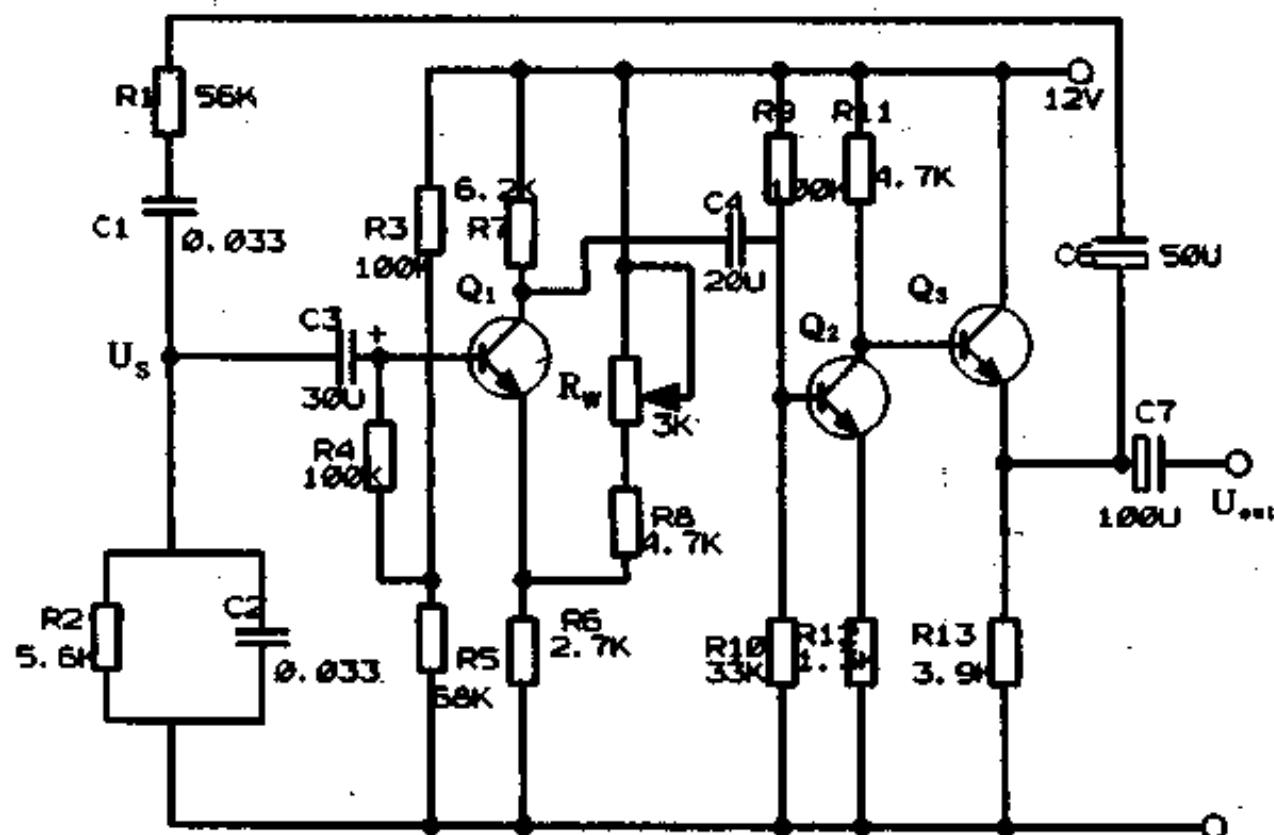 R1 56K
12V
R9 R11
6.2K
100K 4.7K
C4
C1 0.033
R3 R7
100K
20U
C6 50U
Q1
Q3
C3 +
Q2
Us
30U
Rw
3K
C7
R4
100K
100U
R8
4.7K
R2 C2
5.6K
0.033
R6
2.7K
R5
68K
R10
33K
R13
3.9K